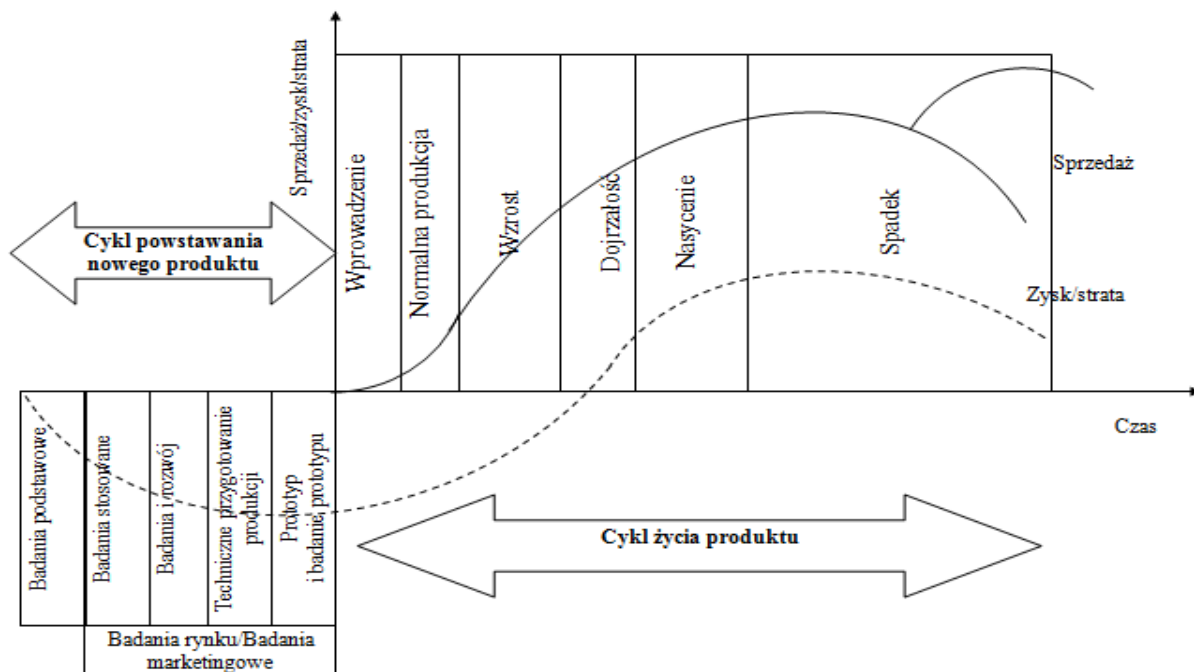 Sprzedaż/zysk/strata
Wprowadzenie
Normalna produkcja
Wzrost
Dojrzałość
Nasycenie
Spadek
Sprzedaż
Zysk/strata
Czas
Cykl powstawania
nowego produktu
Badania podstawowe
Badania stosowane
Badania i rozwój
Techniczne przygotowanie
produkcji
Prototyp
i badanie prototypu
Cykl życia produktu
Badania rynku/Badania
marketingowe